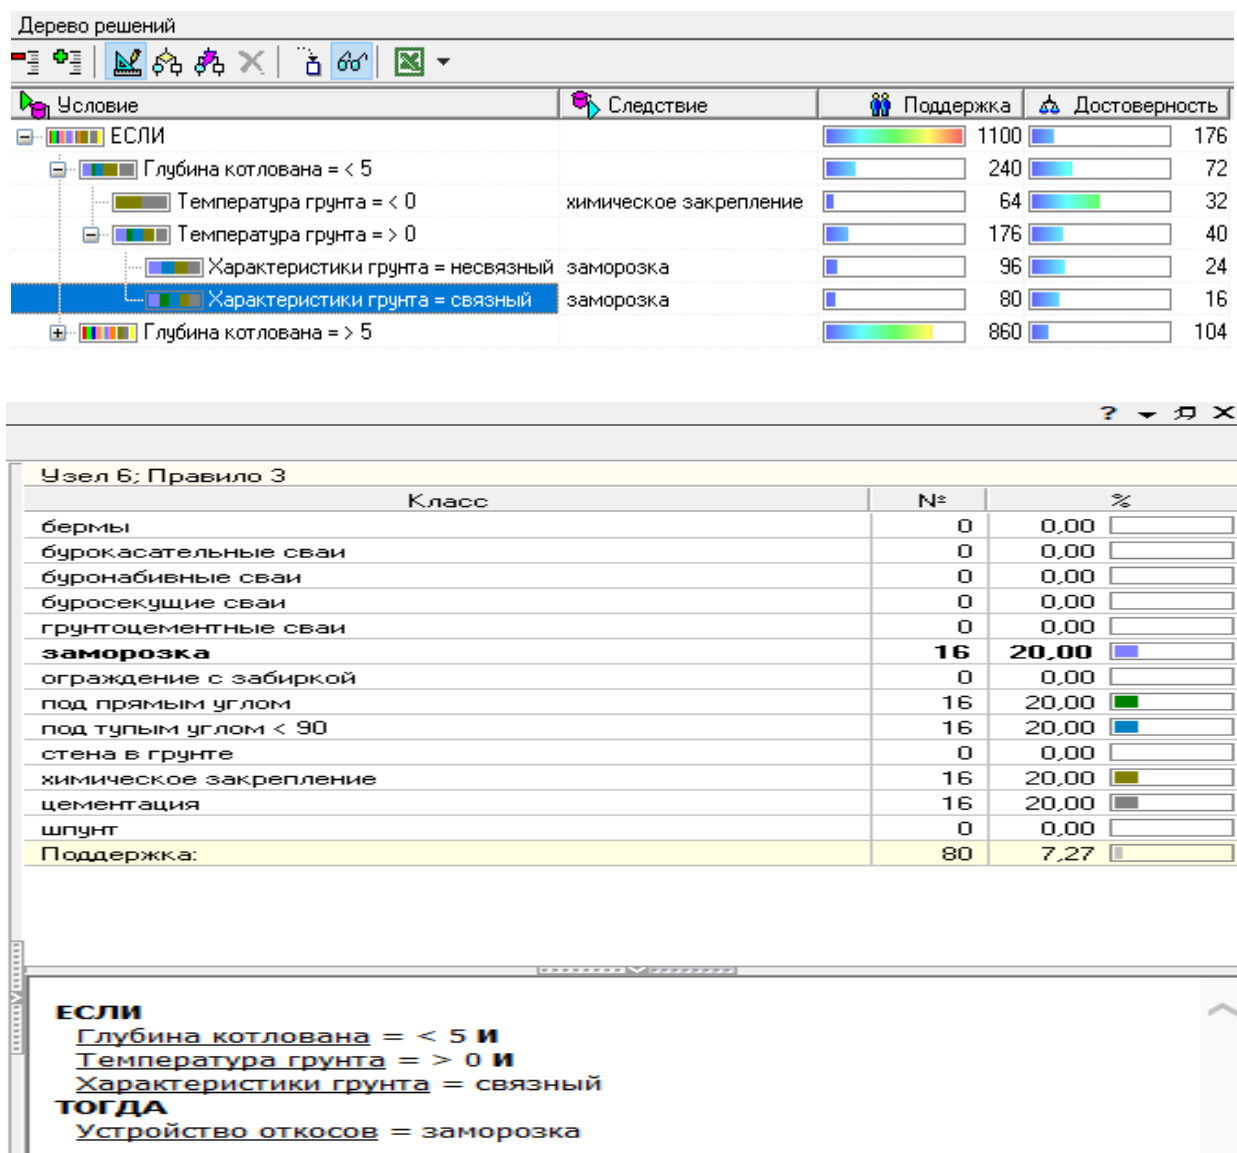 Дерево решений
Условие Следствие Поддержка Достоверность
ЕСЛИ 1100 176
Глубина котлована = < 5 240 72
Температура грунта = < 0 химическое закрепление 64 32
Температура грунта = > 0 176 40
Характеристики грунта = несвязный заморозка 96 24
Характеристики грунта = связный заморозка 80 16
Глубина котлована = > 5 860 104
?
Узел 6; Правило 3
Класс № %
бермы 0 0,00
бурокасательные сваи 0 0,00
буронабивные сваи 0 0,00
буросекущие сваи 0 0,00
грунтоцементные сваи 0 0,00
заморозка 16 20,00
ограждение с забиркой 0 0,00
под прямым углом 16 20,00
под тупым углом < 90 16 20,00
стена в грунте 0 0,00
химическое закрепление 16 20,00
цементация 16 20,00
шпунт 0 0,00
Поддержка: 80 7,27
ЕСЛИ
Глубина котлована = < 5 И
Температура грунта = > 0 И
Характеристики грунта = связный
ТОГДА
Устройство откосов = заморозка